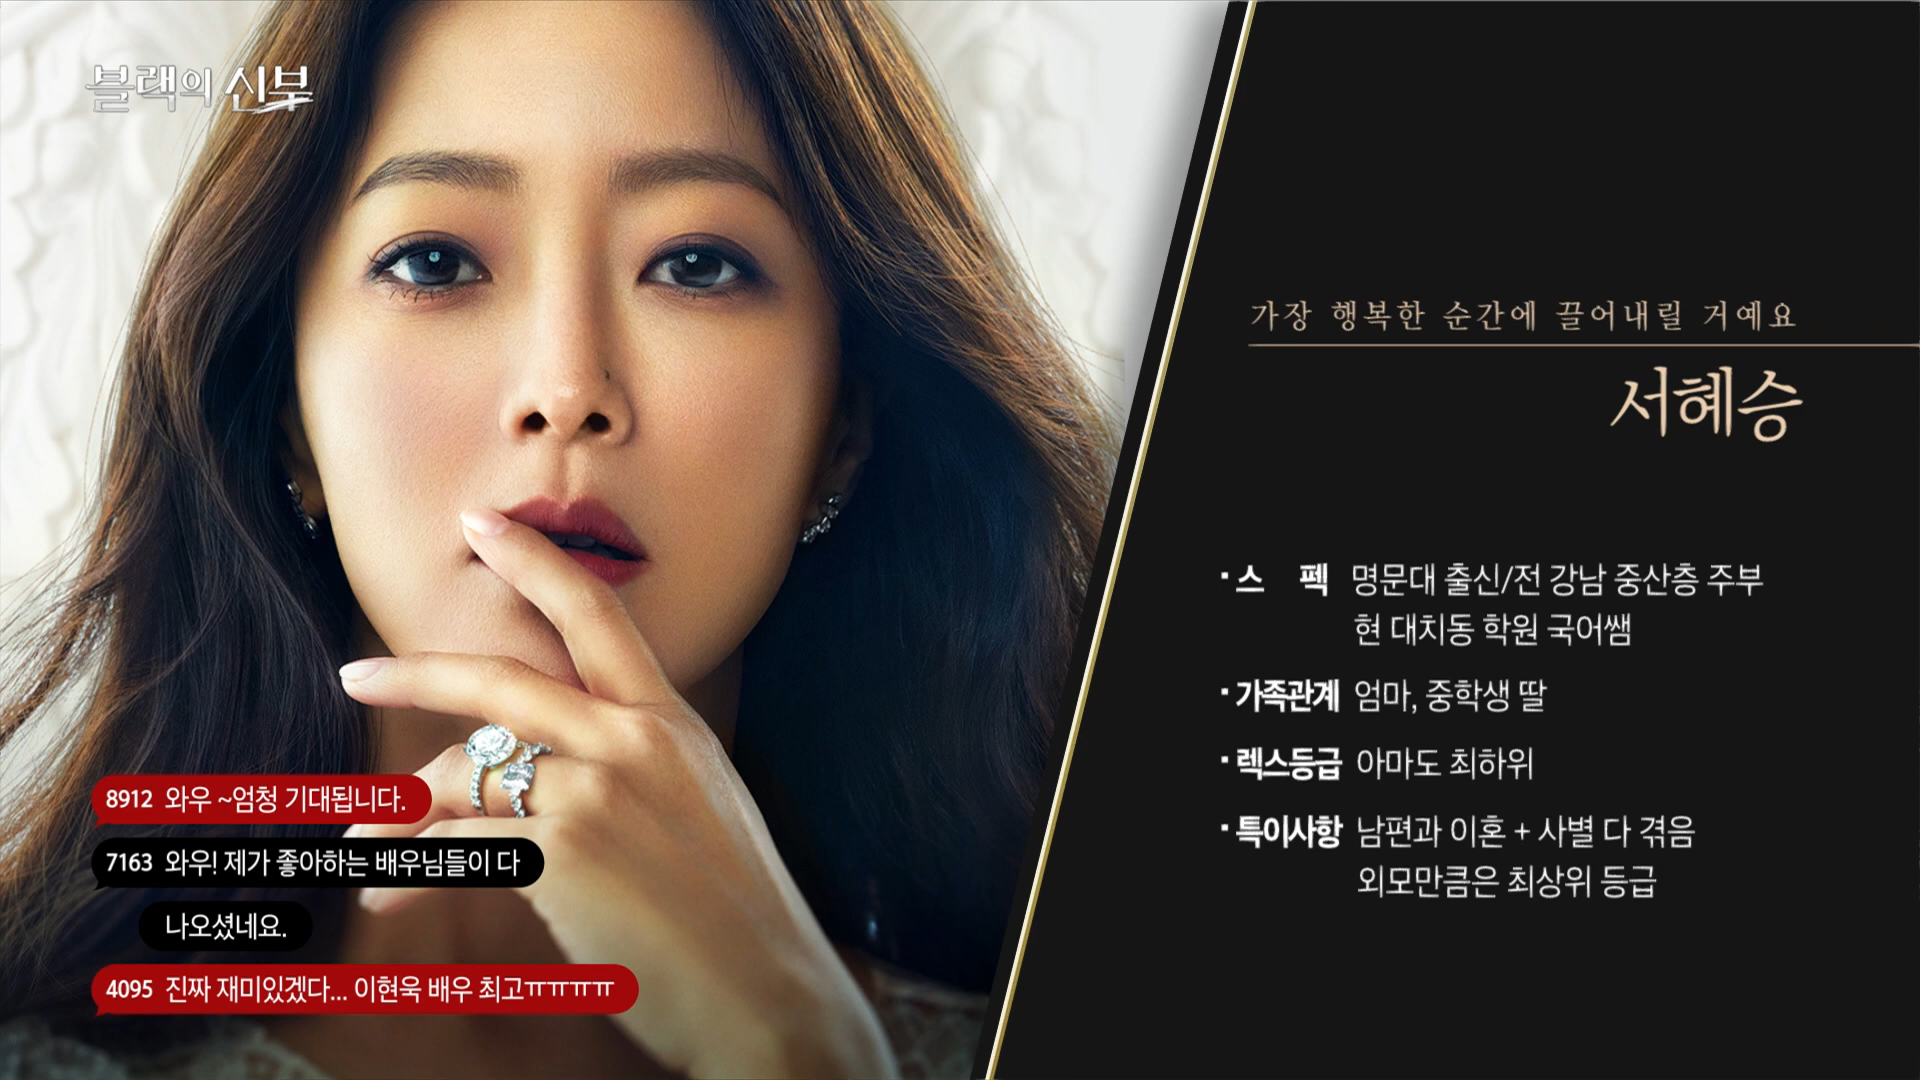 블랙의 신부
가장 행복한 순간에 끌어내릴 거예요
서혜승
· 스 펙 명문대 출신/전 강남 중산층 주부
현 대치동 학원 국어쌤
· 가족관계 엄마, 중학생 딸
· 렉스등급 아마도 최하위
· 특이사항 남편과 이혼 + 사별 다 겪음
외모만큼은 최상위 등급
8912 와우 ~엄청 기대됩니다.
7163 와우! 제가 좋아하는 배우님들이 다
나오셨네요.
4095 진짜 재미있겠다... 이현욱 배우 최고ㅠㅠㅠㅠ